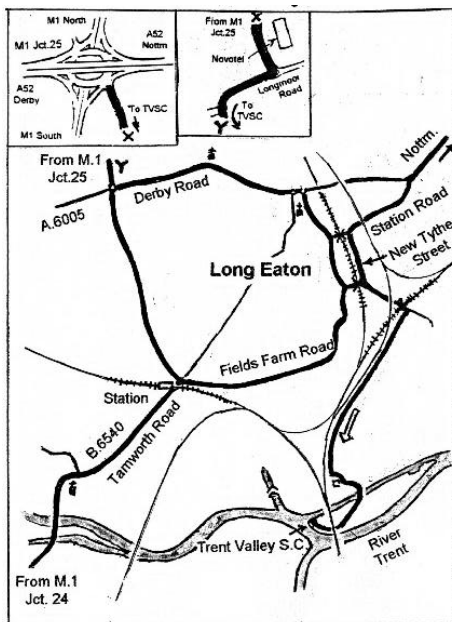 M1 North
A52
Nottm
M1 Jct.25
A52
Derby
To TVSC
M1 South
X
From M1
Jct.25
X
Novotel
Longmoor
Road
To
TVSC
Y
From M.1
Jct.25
Y
Nottm.
Derby Road
A.6005
Station Road
New Tythe
Street
Long Eaton
Fields Farm Road
Station
B.6540
Tamworth Road
Trent Valley S.C.
River
Trent
From M.1
Jct. 24